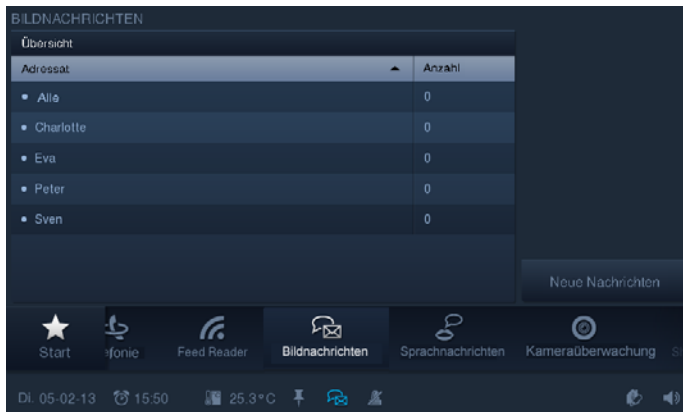 BILDNACHRICHTEN
Übersicht
Adressat Anzahl
Alle 0
Charlotte 0
Eva 0
Peter 0
Sven 0
Neue Nachrichten
Start efonie Feed Reader Bildnachrichten Sprachnachrichten Kameraüberwachung
Di. 05-02-13 15:50 25.3°C